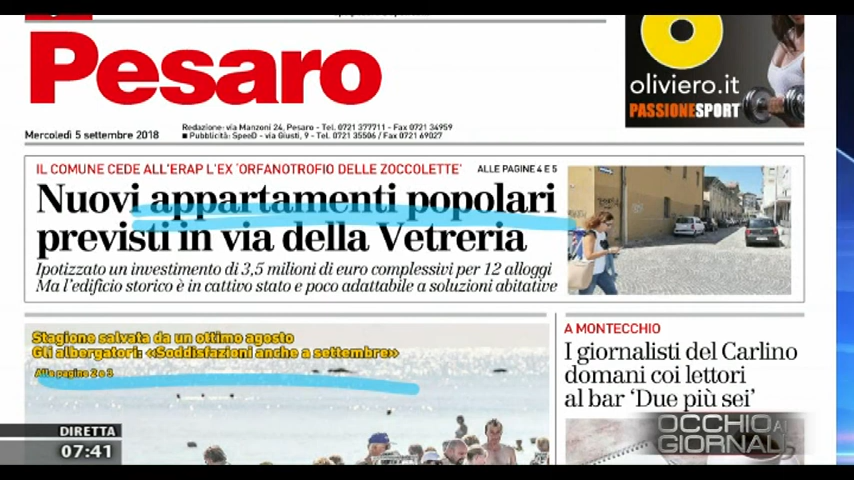 Pesaro
oliviero.it
PASSIONESPORT
Mercoledì 5 settembre 2018
Redazione: via Manzoni 24, Pesaro - Tel. 0721 377711 - Fax 0721 34959
■ Pubblicità: SpeeD - via Giusti, 9 - Tel. 0721 35506 / Fax 0721 69027
IL COMUNE CEDE ALL'ERAP L'EX 'ORFANOTROFIO DELLE ZOCCOLETTE'
ALLE PAGINE 4 E 5
Nuovi appartamenti popolari
previsti in via della Vetreria
Ipotizzato un investimento di 3,5 milioni di euro complessivi per 12 alloggi
Ma l'edificio storico è in cattivo stato e poco adattabile a soluzioni abitative
Stagione salvata da un ottimo agosto
Gli albergatori: «Soddisfazioni anche a settembre»
Alle pagine 2 e 3
A MONTECCHIO
I giornalisti del Carlino
domani coi lettori
al bar 'Due più sei'
OCCHIO AI
GIORNALI
DIRETTA
07:41